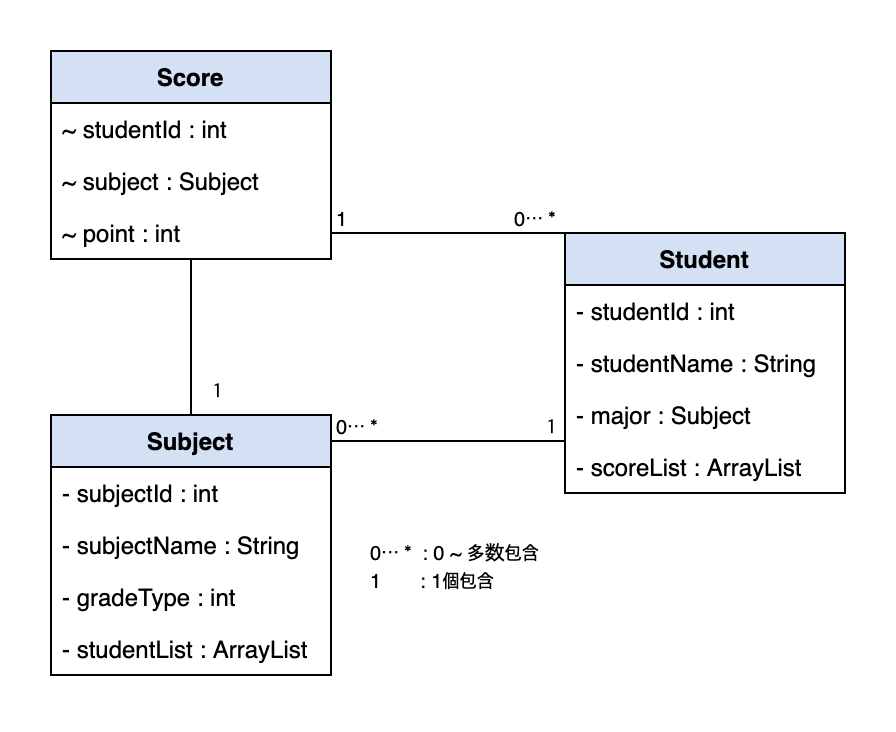 Score
~ studentId : int
~ subject : Subject
~ point : int
1
0… *
Student
- studentId : int
- studentName : String
- major : Subject
- scoreList : ArrayList
1
Subject
- subjectId : int
- subjectName : String
- gradeType : int
- studentList : ArrayList
0… *
1
0… * : 0 ~ 多数包含
1 : 1個包含